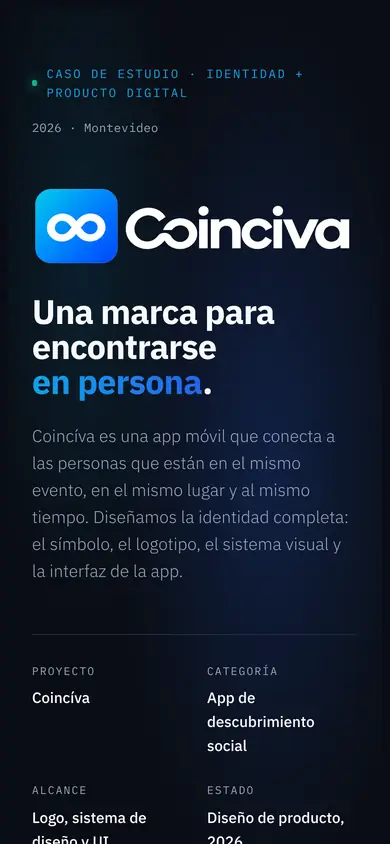 CASO DE ESTUDIO · IDENTIDAD +
PRODUCTO DIGITAL
2026 · Montevideo
Coinciva
Una marca para
encontrarse
en persona.
Coincíva es una app móvil que conecta a
las personas que están en el mismo
evento, en el mismo lugar y al mismo
tiempo. Diseñamos la identidad completa:
el símbolo, el logotipo, el sistema visual y
la interfaz de la app.
PROYECTO
Coincíva
CATEGORÍA
App de
descubrimiento
social
ALCANCE
Logo, sistema de
diseño y UI
ESTADO
Diseño de producto,
2026